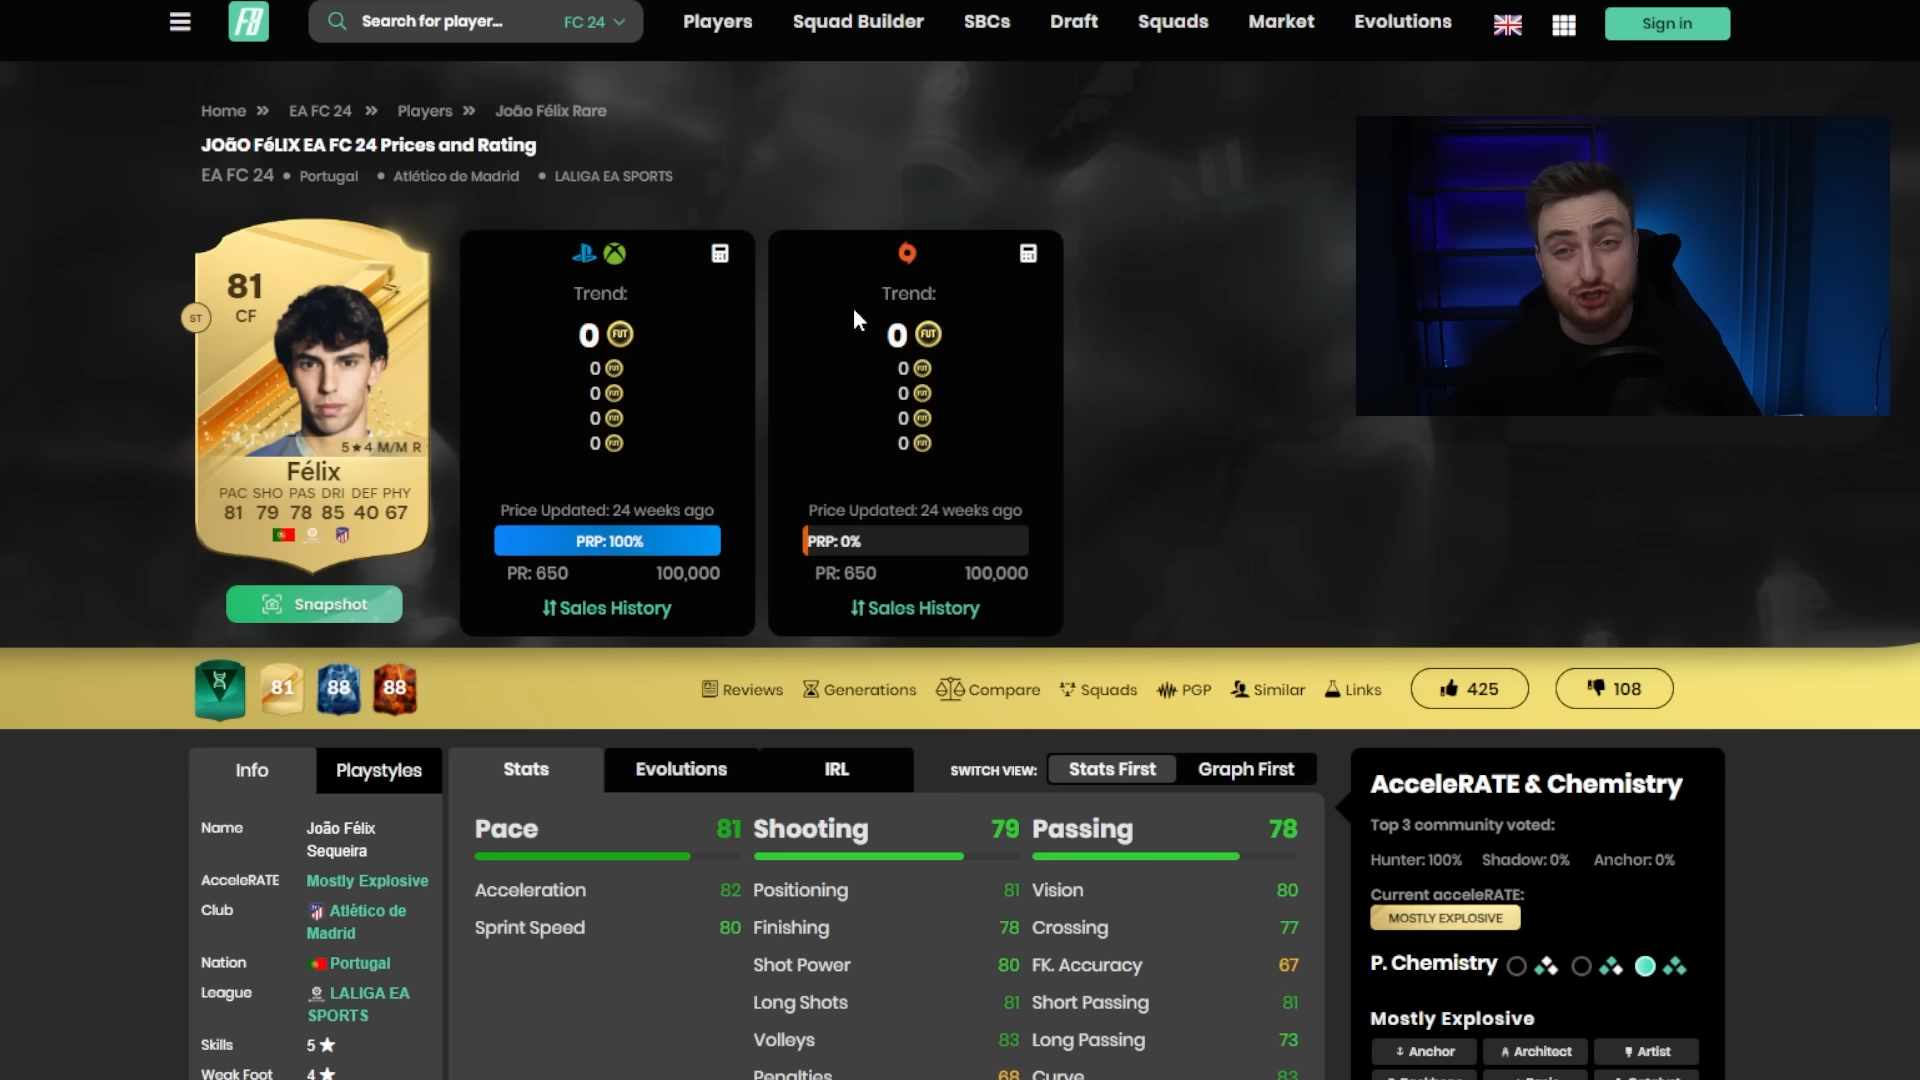 F8
Search for player...
FC 24
Players
Squad Builder
SBCs
Draft
Squads
Market
Evolutions
Sign in
Home » EA FC 24 » Players » João Félix Rare
JOãO FéLIX EA FC 24 Prices and Rating
EA FC 24 • Portugal • Atlético de Madrid • LALIGA EA SPORTS
81
CF
ST
5★4 M/M R
Félix
PAC SHO PAS DRI DEF PHY
81 79 78 85 40 67
Snapshot
Trend:
0 FUT
0
0
0
0
Price Updated: 24 weeks ago
PRP: 100%
PR: 650 100,000
Sales History
Trend:
0 FUT
0
0
0
0
Price Updated: 24 weeks ago
PRP: 0%
PR: 650 100,000
Sales History
81
88
88
Reviews
Generations
Compare
Squads
PGP
Similar
Links
425
108
Info
Playstyles
Name João Félix
Sequeira
AcceleRATE Mostly Explosive
Club Atlético de
Madrid
Nation Portugal
League LALIGA EA
SPORTS
Skills 5 ★
Weak Foot 4 ★
Stats
Evolutions
IRL
SWITCH VIEW:
Stats First
Graph First
Pace 81
Acceleration 82
Sprint Speed 80
Shooting 79
Positioning 81
Finishing 78
Shot Power 80
Long Shots 81
Volleys 83
Penalties 68
Passing 78
Vision 80
Crossing 77
FK. Accuracy 67
Short Passing 81
Long Passing 73
Curve 83
AcceleRATE & Chemistry
Top 3 community voted:
Hunter: 100% Shadow: 0% Anchor: 0%
Current acceleRATE:
MOSTLY EXPLOSIVE
P. Chemistry
Mostly Explosive
Anchor
Architect
Artist